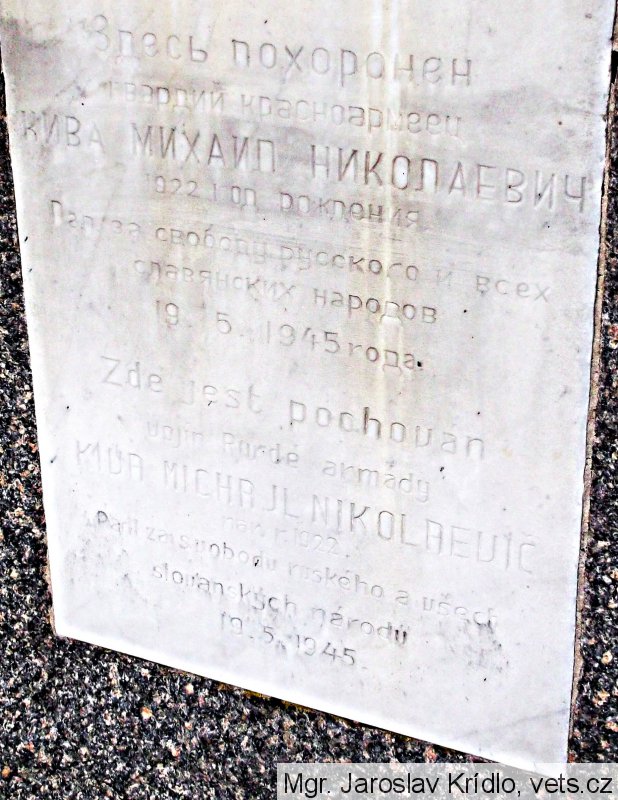 Здесь похоронен
гвардий красноармеец
КИВА МИХАИЛ НИКОЛАЕВИЧ
1922 год рождения
Пал за свободу русского и всех
славянских народов
19. 5. 1945 года.
Zde jest pochován
vojín Rudé armády
KIVA MICHAJL NIKOLAEVIČ
nar. r. 1922.
Padl za svobodu ruského a všech
slovanských národů
19. 5. 1945.
Mgr. Jaroslav Krídlo, vets.cz